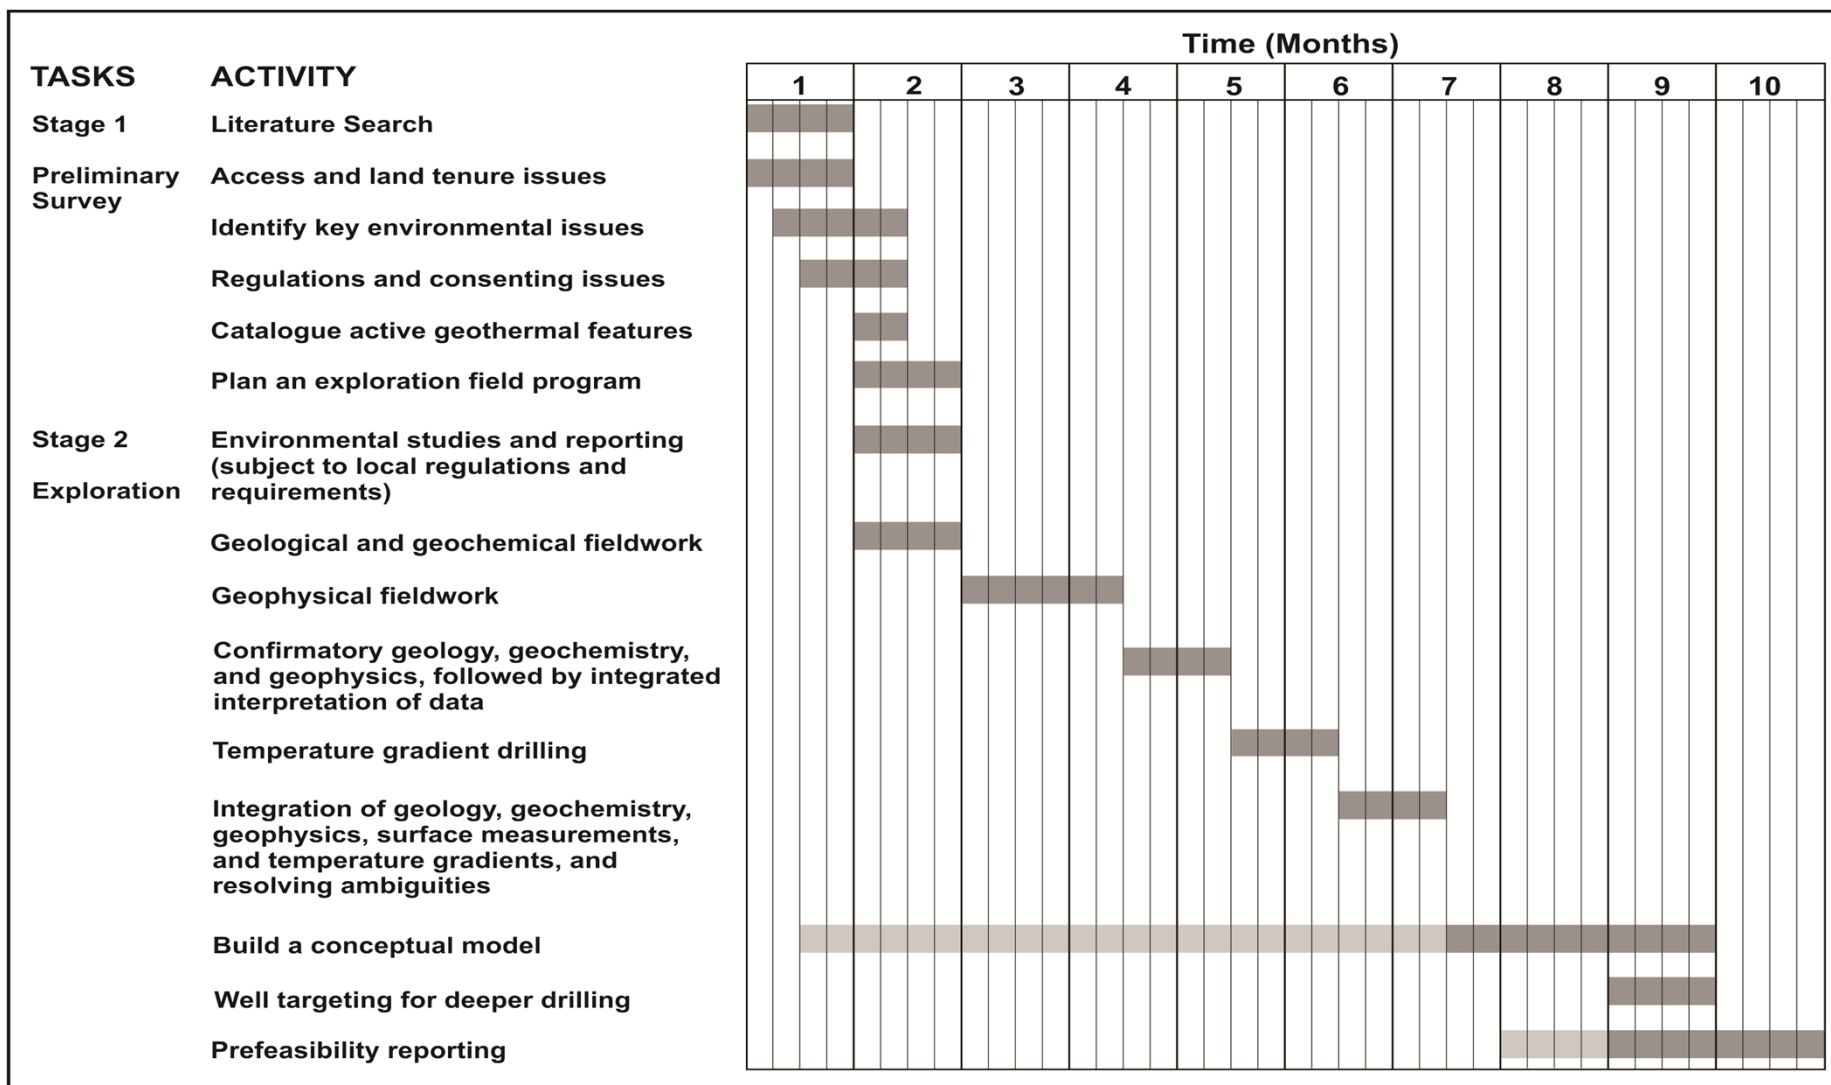 Time (Months)
TASKS ACTIVITY
1 2 3 4 5 6 7 8 9 10
Stage 1 Literature Search
Preliminary Access and land tenure issues
Survey
Identify key environmental issues
Regulations and consenting issues
Catalogue active geothermal features
Plan an exploration field program
Stage 2 Environmental studies and reporting
(subject to local regulations and
Exploration requirements)
Geological and geochemical fieldwork
Geophysical fieldwork
Confirmatory geology, geochemistry,
and geophysics, followed by integrated
interpretation of data
Temperature gradient drilling
Integration of geology, geochemistry,
geophysics, surface measurements,
and temperature gradients, and
resolving ambiguities
Build a conceptual model
Well targeting for deeper drilling
Prefeasibility reporting